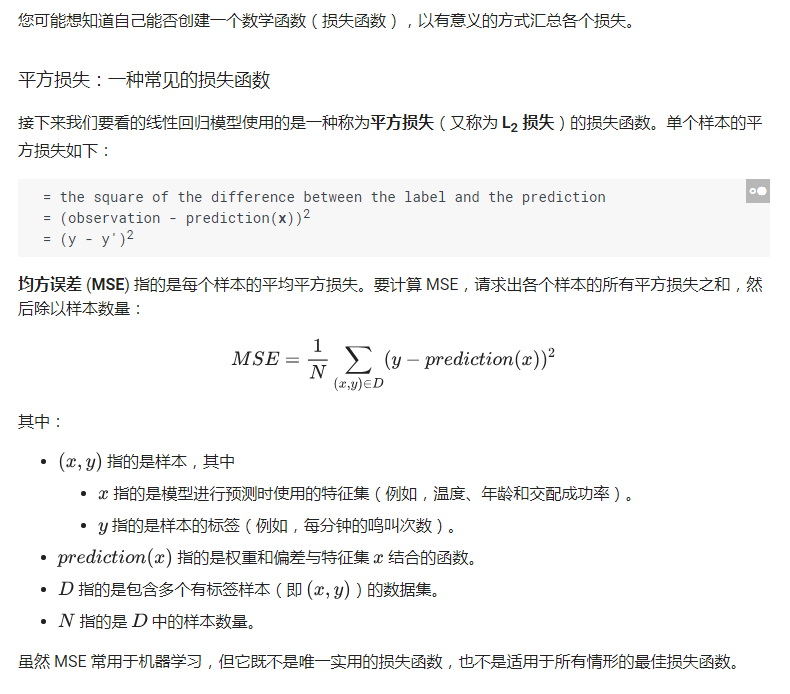 您可能想知道自己能否创建一个数学函数（损失函数），以有意义的方式汇总各个损失。
平方损失：一种常见的损失函数
接下来我们要看的线性回归模型使用的是一种称为平方损失（又称为 L₂ 损失）的损失函数。单个样本的平
方损失如下：
= the square of the difference between the label and the prediction
= (observation - prediction(x))²
= (y - y')²
均方误差 (MSE) 指的是每个样本的平均平方损失。要计算 MSE，请求出各个样本的所有平方损失之和，然
后除以样本数量：
MSE = \frac{1}{N} \sum_{(x,y)∈D} (y − prediction(x))²
其中：
• (x, y) 指的是样本，其中
• x 指的是模型进行预测时使用的特征集（例如，温度、年龄和交配成功率）。
• y 指的是样本的标签（例如，每分钟的鸣叫次数）。
• prediction(x) 指的是权重和偏差与特征集 x 结合的函数。
• D 指的是包含多个有标签样本（即 (x, y)）的数据集。
• N 指的是 D 中的样本数量。
虽然 MSE 常用于机器学习，但它既不是唯一实用的损失函数，也不是适用于所有情形的最佳损失函数。